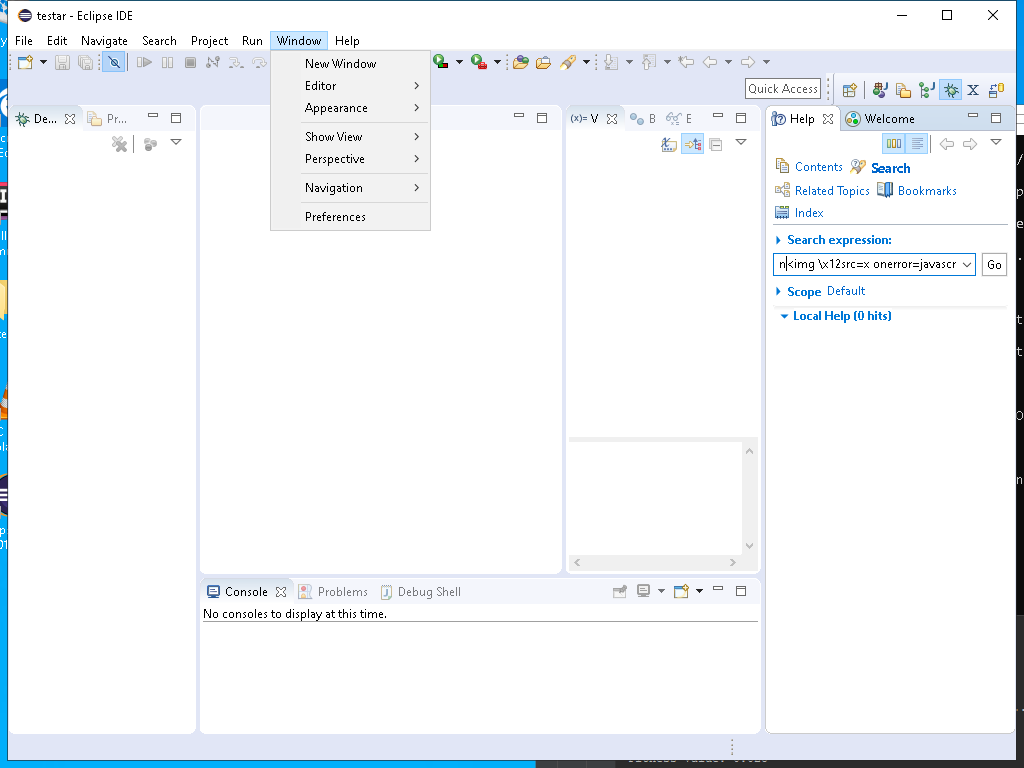 testar - Eclipse IDE
File Edit Navigate Search Project Run Window Help
New Window
Editor
Appearance
Show View
Perspective
Navigation
Preferences
Quick Access
De...
Pr...
(x)= V
B
E
Help
Welcome
Contents
Search
Related Topics
Bookmarks
Index
Search expression:
n<img \x12src=x onerror=javascr
Go
Scope Default
Local Help (0 hits)
Console
Problems
Debug Shell
No consoles to display at this time.